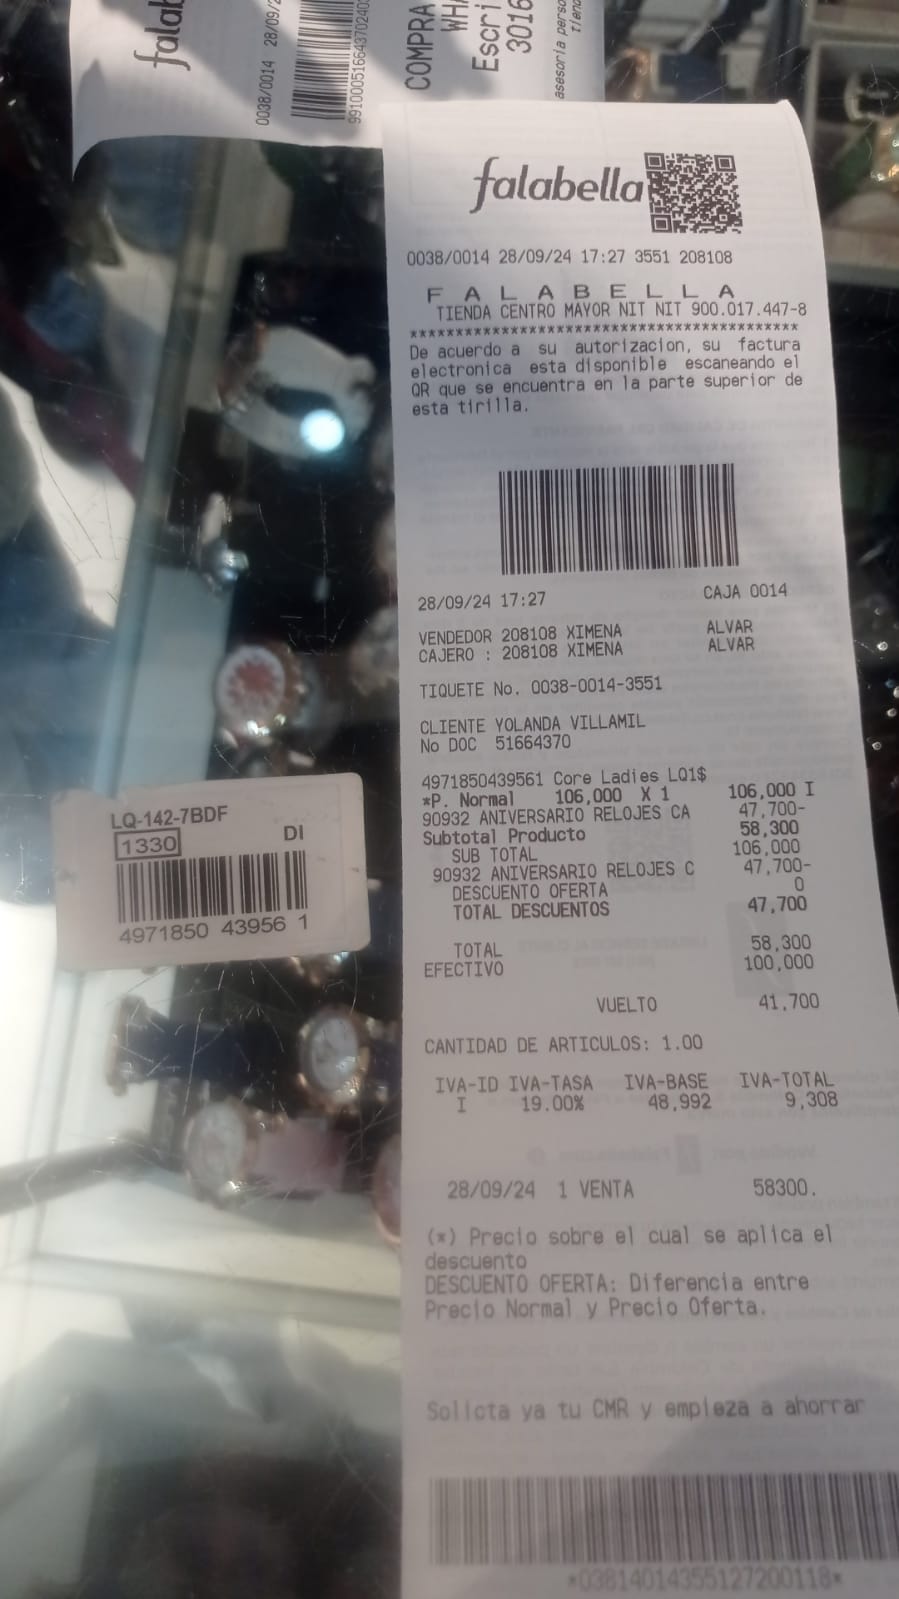 falab
0038/0014 28/09/2
COMPRA
WH
Escri
3016
asesoria perso
tiend
falabella
0038/0014 28/09/24 17:27 3551 208108
F A L A B E L L A
TIENDA CENTRO MAYOR NIT NIT 900.017.447-8
******************************************
De acuerdo a su autorizacion, su factura
electronica esta disponible escaneando el
QR que se encuentra en la parte superior de
esta tirilla.
28/09/24 17:27 CAJA 0014
VENDEDOR 208108 XIMENA ALVAR
CAJERO : 208108 XIMENA ALVAR
TIQUETE No. 0038-0014-3551
CLIENTE YOLANDA VILLAMIL
No DOC 51664370
4971850439561 Core Ladies LQ1$
*P. Normal 106,000 X 1 106,000 I
90932 ANIVERSARIO RELOJES CA 47,700-
Subtotal Producto 58,300
SUB TOTAL 106,000
90932 ANIVERSARIO RELOJES C 47,700-
DESCUENTO OFERTA 0
TOTAL DESCUENTOS 47,700
TOTAL 58,300
EFECTIVO 100,000
VUELTO 41,700
CANTIDAD DE ARTICULOS: 1.00
IVA-ID IVA-TASA IVA-BASE IVA-TOTAL
I 19.00% 48,992 9,308
28/09/24 1 VENTA 58300.
(*) Precio sobre el cual se aplica el
descuento
DESCUENTO OFERTA: Diferencia entre
Precio Normal y Precio Oferta.
Solicta ya tu CMR y empieza a ahorrar
*03814014355127200118*
LQ-142-7BDF
1330 DI
4971850 43956 1